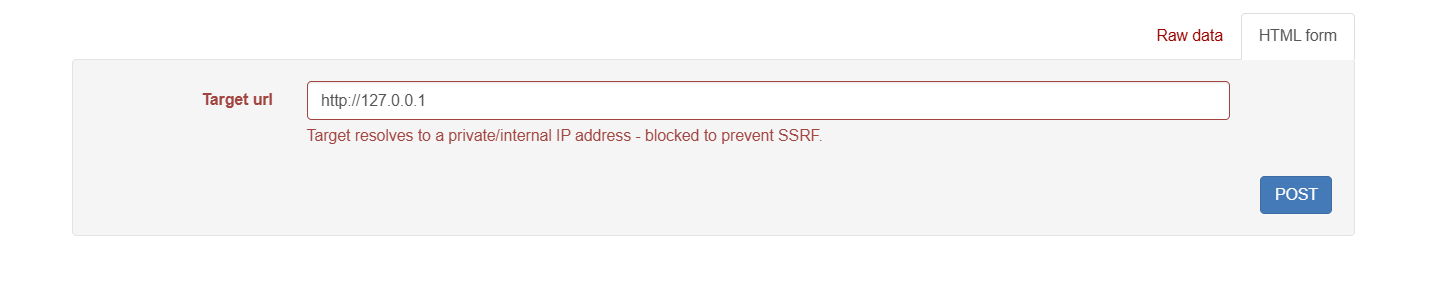 Raw data
HTML form
Target url
http://127.0.0.1
Target resolves to a private/internal IP address - blocked to prevent SSRF.
POST